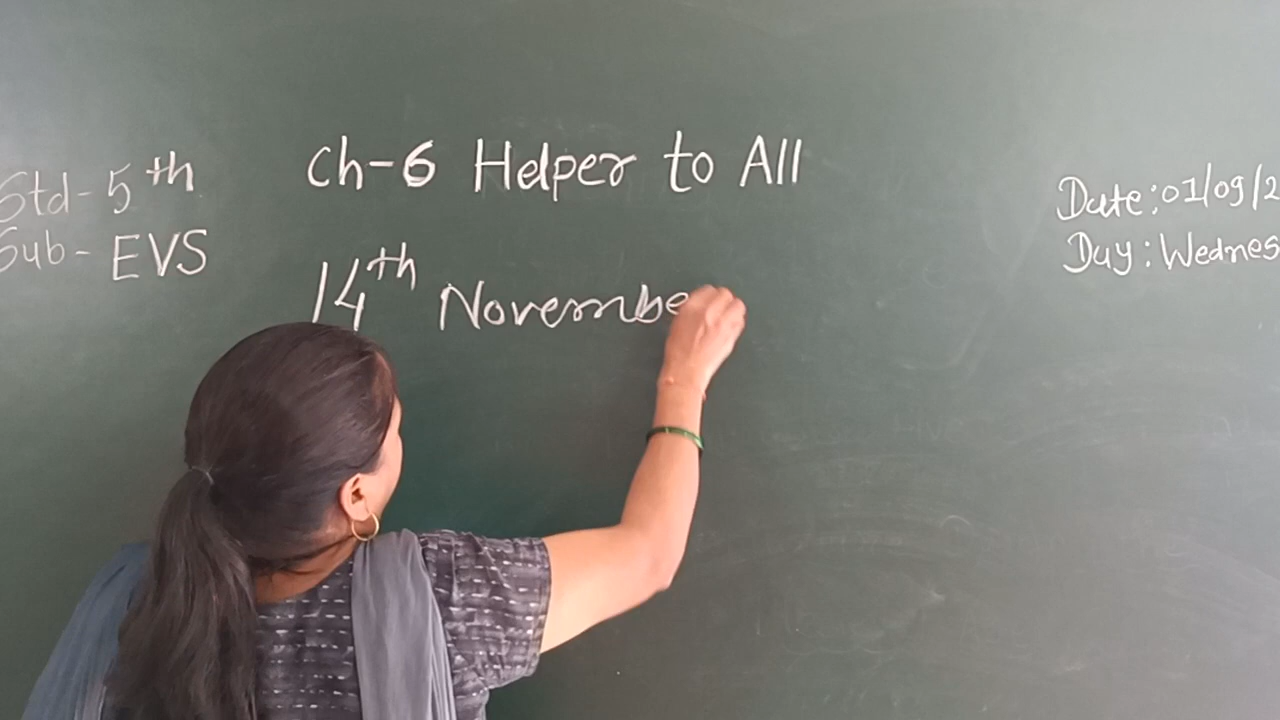 Std-5th
Sub-EVS
Ch-6 Helper to All
14th Novembe
Date:01/09/2
Day: Wednes